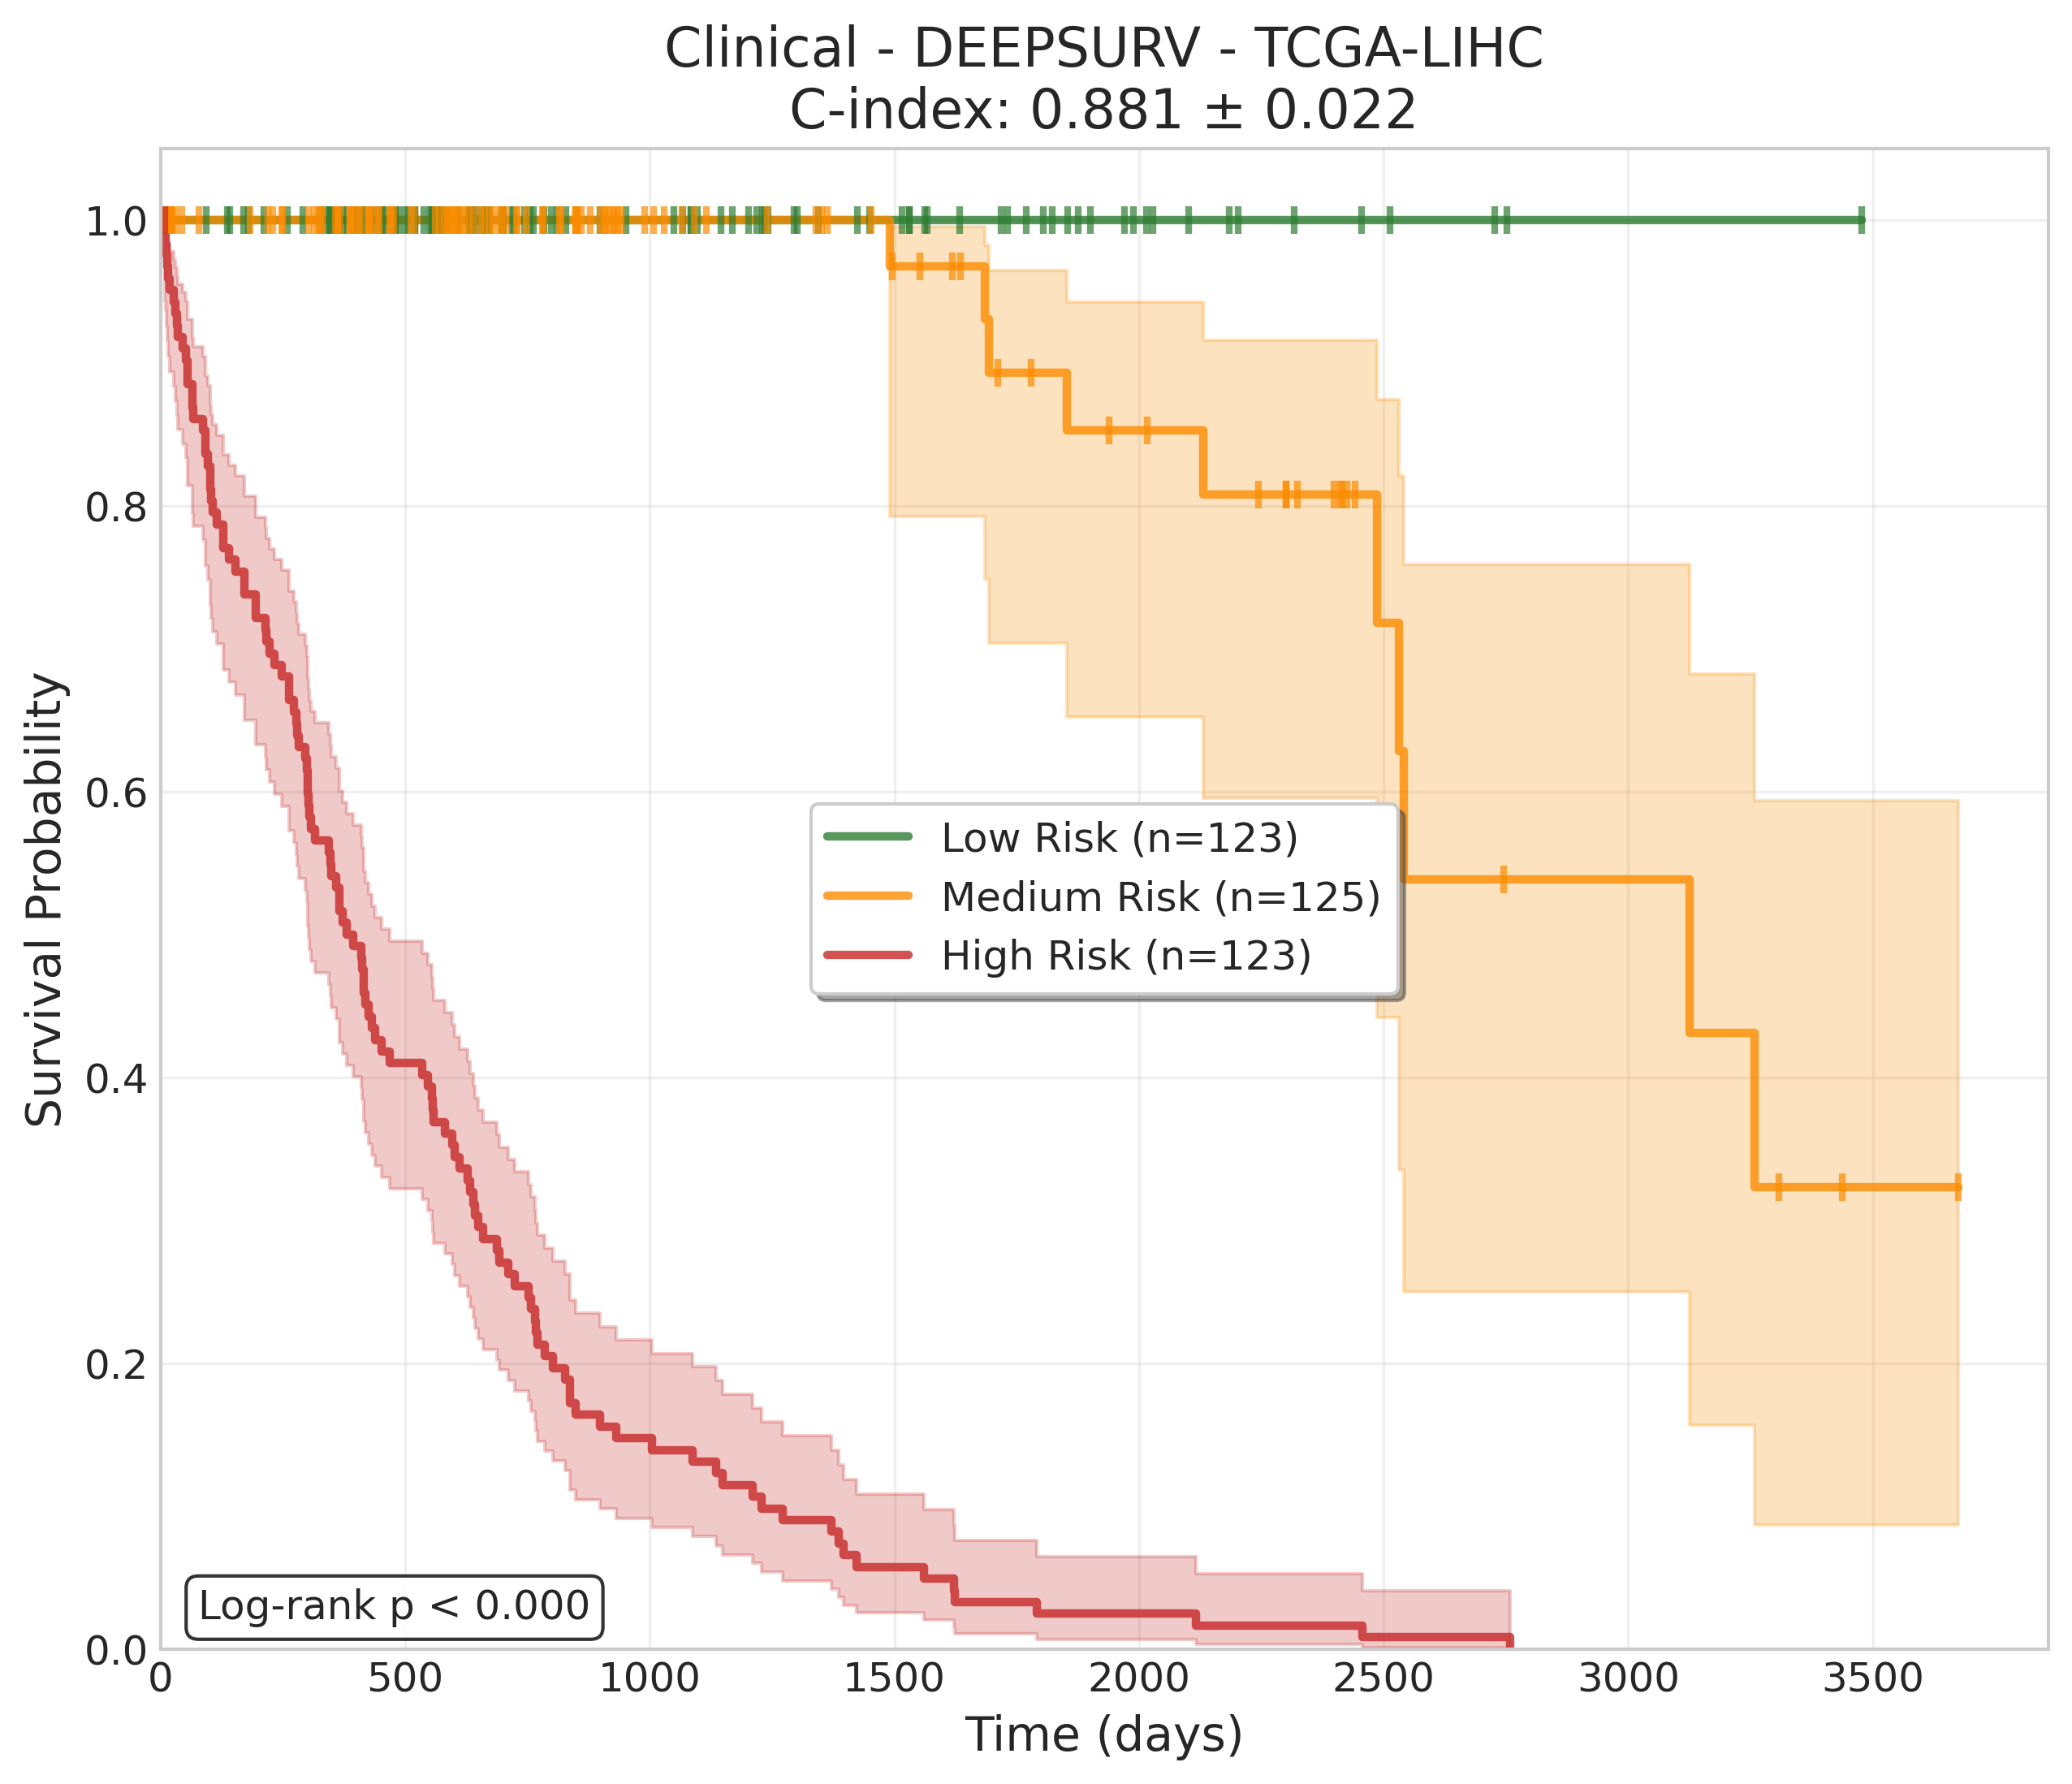 Clinical - DEEPSURV - TCGA-LIHC
C-index: 0.881 ± 0.022
Survival Probability
1.0
0.8
0.6
0.4
0.2
0.0
Low Risk (n=123)
Medium Risk (n=125)
High Risk (n=123)
Log-rank p < 0.000
0 500 1000 1500 2000 2500 3000 3500
Time (days)